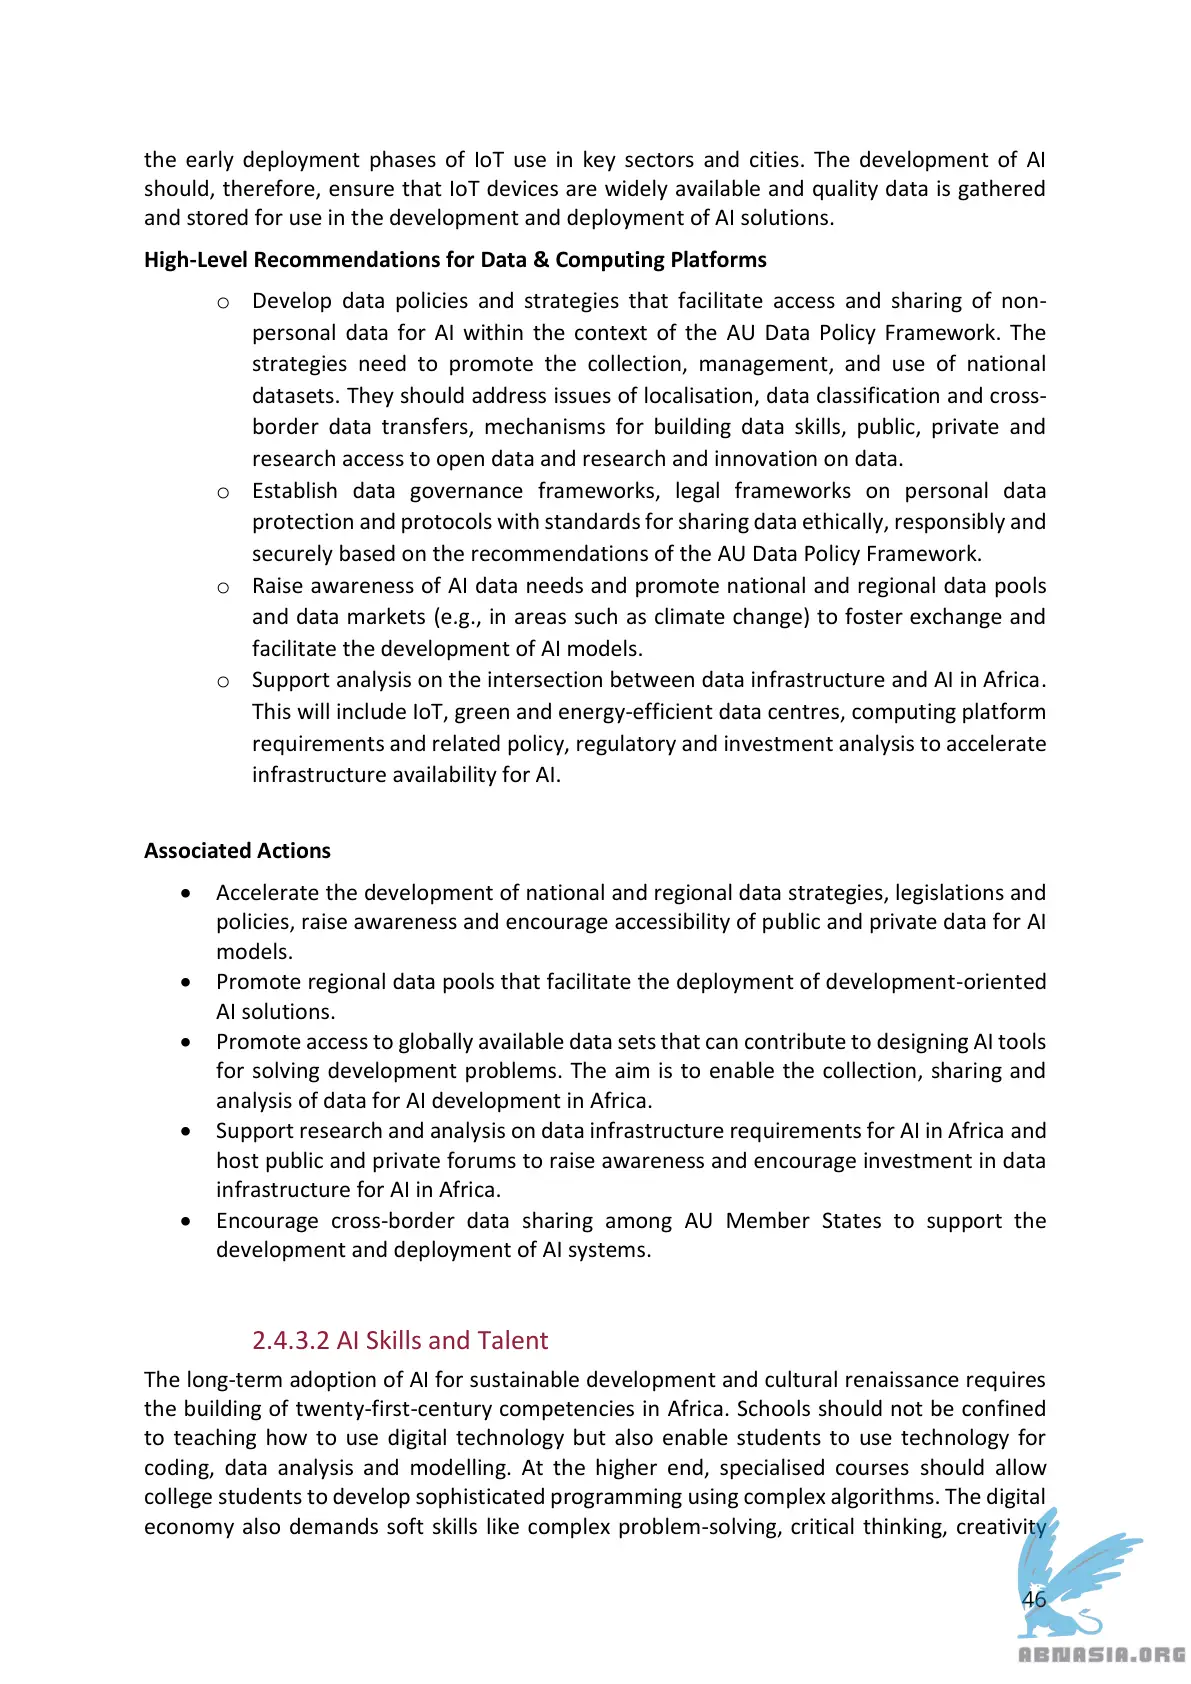 the early deployment phases of IoT use in key sectors and cities. The development of AI
should, therefore, ensure that IoT devices are widely available and quality data is gathered
and stored for use in the development and deployment of AI solutions.
High-Level Recommendations for Data & Computing Platforms
o Develop data policies and strategies that facilitate access and sharing of non-
personal data for AI within the context of the AU Data Policy Framework. The
strategies need to promote the collection, management, and use of national
datasets. They should address issues of localisation, data classification and cross-
border data transfers, mechanisms for building data skills, public, private and
research access to open data and research and innovation on data.
o Establish data governance frameworks, legal frameworks on personal data
protection and protocols with standards for sharing data ethically, responsibly and
securely based on the recommendations of the AU Data Policy Framework.
o Raise awareness of AI data needs and promote national and regional data pools
and data markets (e.g., in areas such as climate change) to foster exchange and
facilitate the development of AI models.
o Support analysis on the intersection between data infrastructure and AI in Africa.
This will include IoT, green and energy-efficient data centres, computing platform
requirements and related policy, regulatory and investment analysis to accelerate
infrastructure availability for AI.
Associated Actions
• Accelerate the development of national and regional data strategies, legislations and
policies, raise awareness and encourage accessibility of public and private data for AI
models.
• Promote regional data pools that facilitate the deployment of development-oriented
AI solutions.
• Promote access to globally available data sets that can contribute to designing AI tools
for solving development problems. The aim is to enable the collection, sharing and
analysis of data for AI development in Africa.
• Support research and analysis on data infrastructure requirements for AI in Africa and
host public and private forums to raise awareness and encourage investment in data
infrastructure for AI in Africa.
• Encourage cross-border data sharing among AU Member States to support the
development and deployment of AI systems.
2.4.3.2 AI Skills and Talent
The long-term adoption of AI for sustainable development and cultural renaissance requires
the building of twenty-first-century competencies in Africa. Schools should not be confined
to teaching how to use digital technology but also enable students to use technology for
coding, data analysis and modelling. At the higher end, specialised courses should allow
college students to develop sophisticated programming using complex algorithms. The digital
economy also demands soft skills like complex problem-solving, critical thinking, creativity
46
ABNASIA.ORG